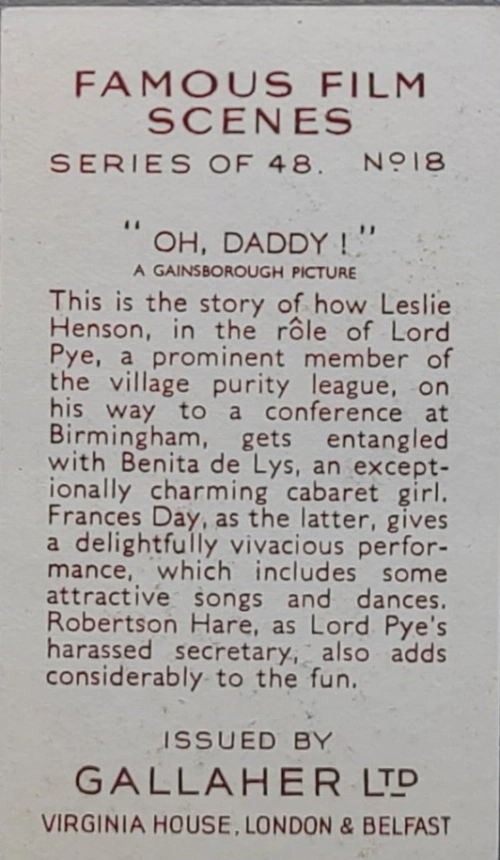 FAMOUS FILM
SCENES
SERIES OF 48. Nº18
"OH, DADDY!"
A GAINSBOROUGH PICTURE
This is the story of how Leslie
Henson, in the rôle of Lord
Pye, a prominent member of
the village purity league, on
his way to a conference at
Birmingham, gets entangled
with Benita de Lys, an except-
ionally charming cabaret girl.
Frances Day, as the latter, gives
a delightfully vivacious perfor-
mance, which includes some
attractive songs and dances.
Robertson Hare, as Lord Pye's
harassed secretary, also adds
considerably to the fun.
ISSUED BY
GALLAHER LTD
VIRGINIA HOUSE, LONDON & BELFAST